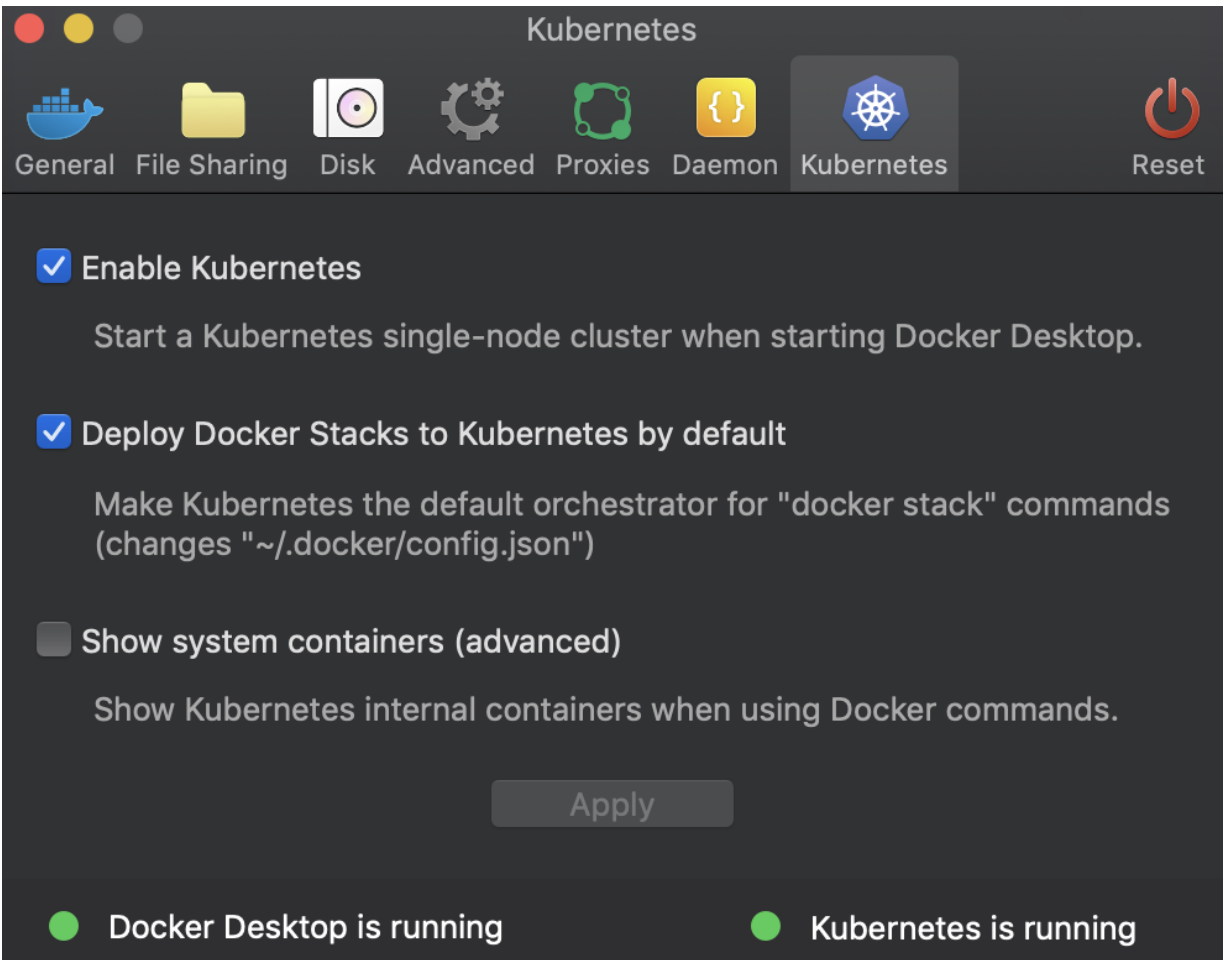 Kubernetes
General File Sharing Disk Advanced Proxies Daemon Kubernetes Reset
Enable Kubernetes
Start a Kubernetes single-node cluster when starting Docker Desktop.
Deploy Docker Stacks to Kubernetes by default
Make Kubernetes the default orchestrator for "docker stack" commands
(changes "~/.docker/config.json")
Show system containers (advanced)
Show Kubernetes internal containers when using Docker commands.
Apply
Docker Desktop is running Kubernetes is running